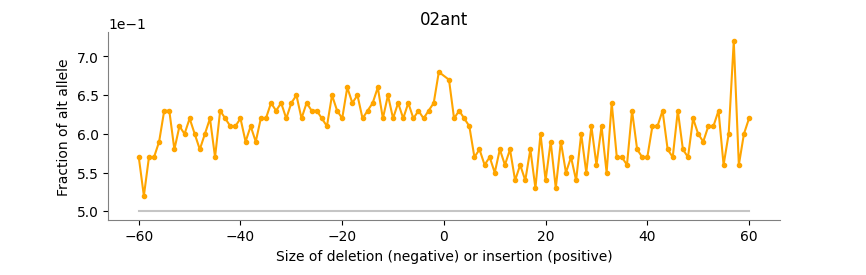 02ant
1e−1
7.0
6.5
6.0
5.5
5.0
Fraction of alt allele
−60 −40 −20 0 20 40 60
Size of deletion (negative) or insertion (positive)